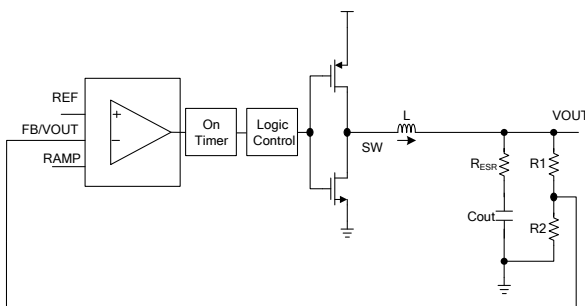 REF
FB/VOUT
RAMP
+
−
On
Timer
Logic
Control
SW
L
VOUT
RESR
R1
Cout
R2